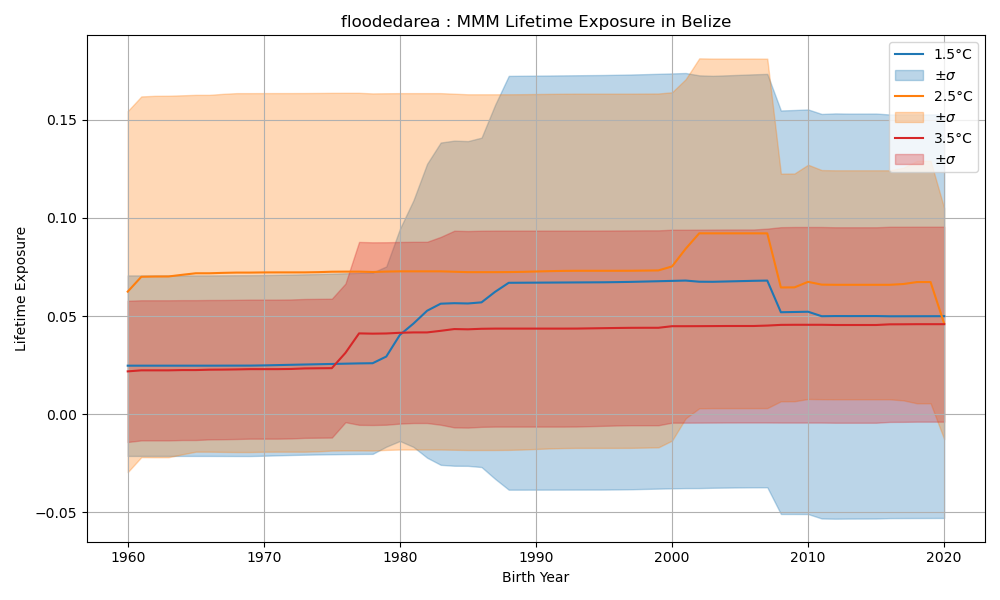 floodedarea : MMM Lifetime Exposure in Belize
1.5°C
±σ
2.5°C
±σ
3.5°C
±σ
Lifetime Exposure
0.15
0.10
0.05
0.00
−0.05
1960
1970
1980
1990
2000
2010
2020
Birth Year